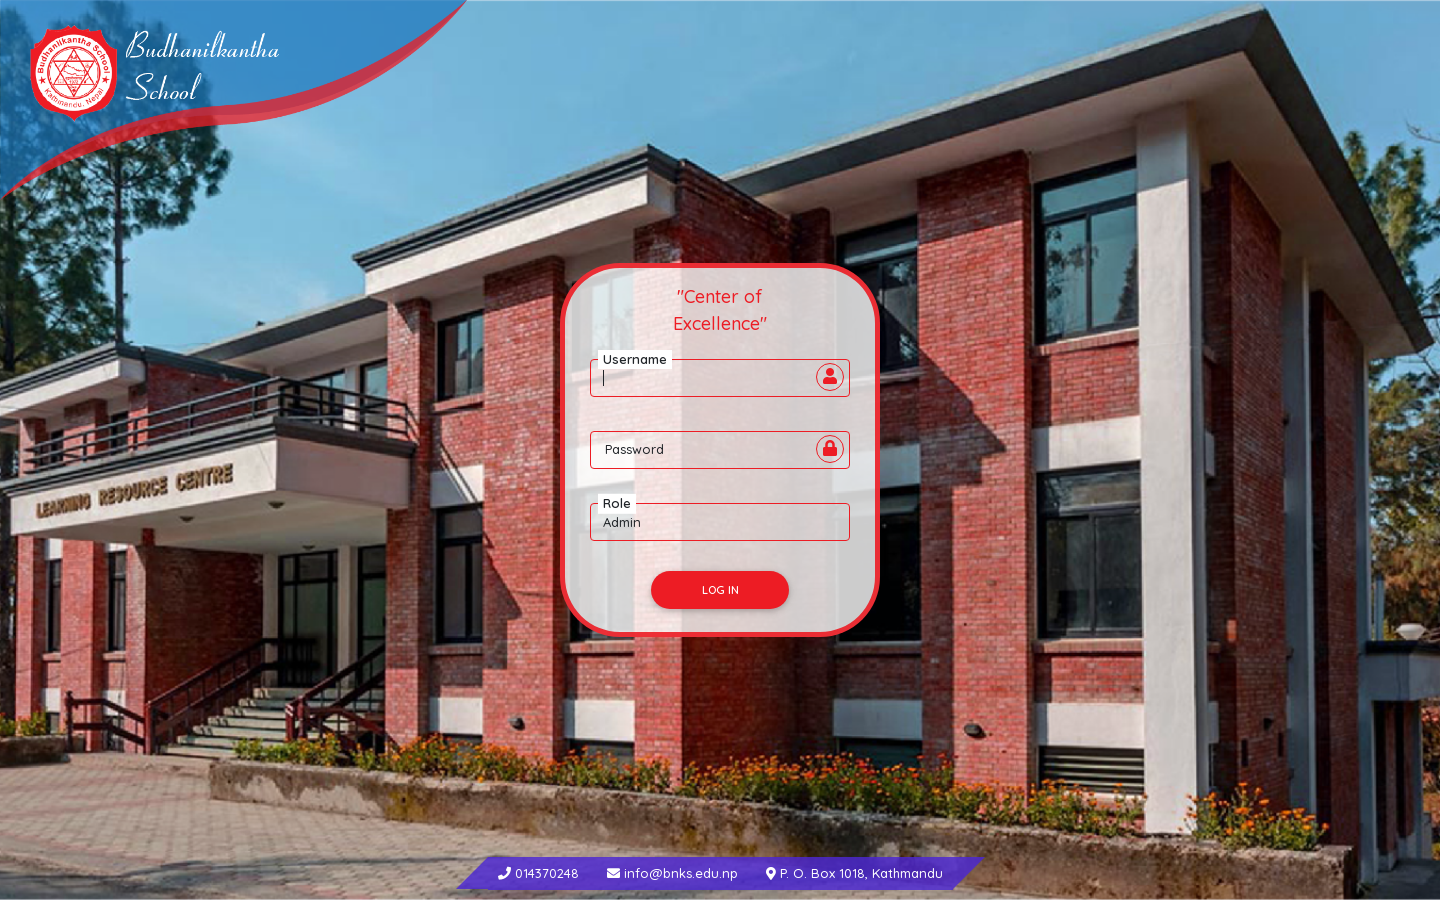 Budhanilkantha School
Kathmandu, Nepal
Budhanilkantha
School
"Center of
Excellence"
Username
Password
Role
Admin
LOG IN
LEARNING RESOURCE CENTRE
014370248 info@bnks.edu.np P. O. Box 1018, Kathmandu